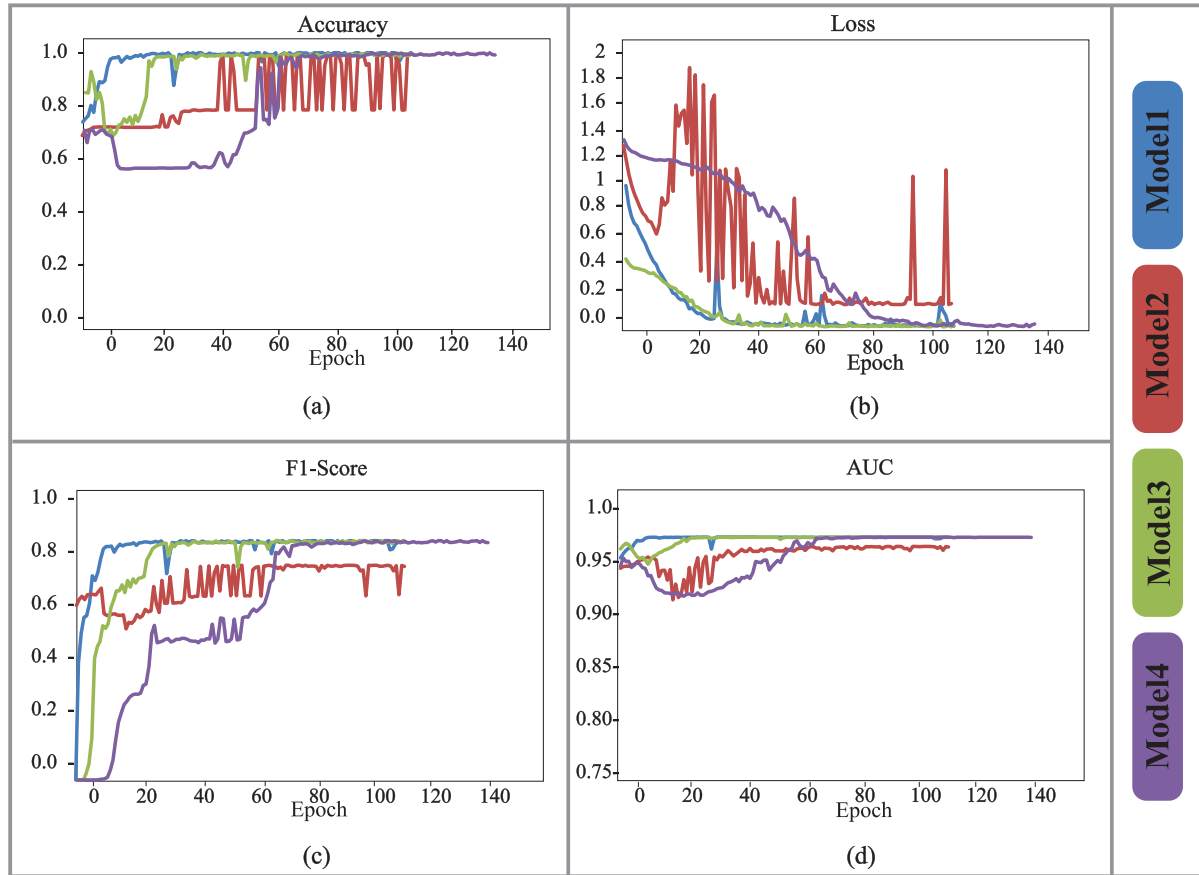 Accuracy
1.0
0.8
0.6
0.4
0.2
0.0
0 20 40 60 80 100 120 140
Epoch
(a)
Loss
2
1.8
1.6
1.4
1.2
1
0.8
0.6
0.4
0.2
0.0
0 20 40 60 80 100 120 140
Epoch
(b)
F1-Score
1.0
0.8
0.6
0.4
0.2
0.0
0 20 40 60 80 100 120 140
Epoch
(c)
AUC
1.00
0.95
0.90
0.85
0.80
0.75
0 20 40 60 80 100 120 140
Epoch
(d)
Model1
Model2
Model3
Model4